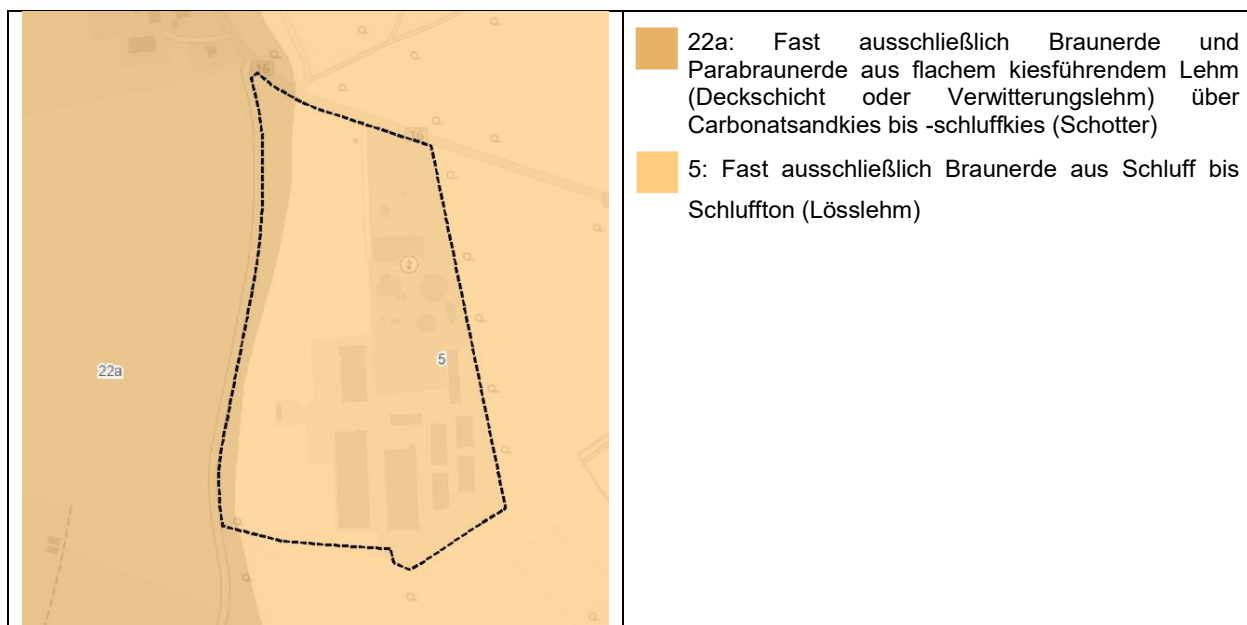 16
16
5
22a
22a: Fast ausschließlich Braunerde und
Parabraunerde aus flachem kiesführendem Lehm
(Deckschicht oder Verwitterungslehm) über
Carbonatsandkies bis -schluffkies (Schotter)
5: Fast ausschließlich Braunerde aus Schluff bis
Schluffton (Lösslehm)